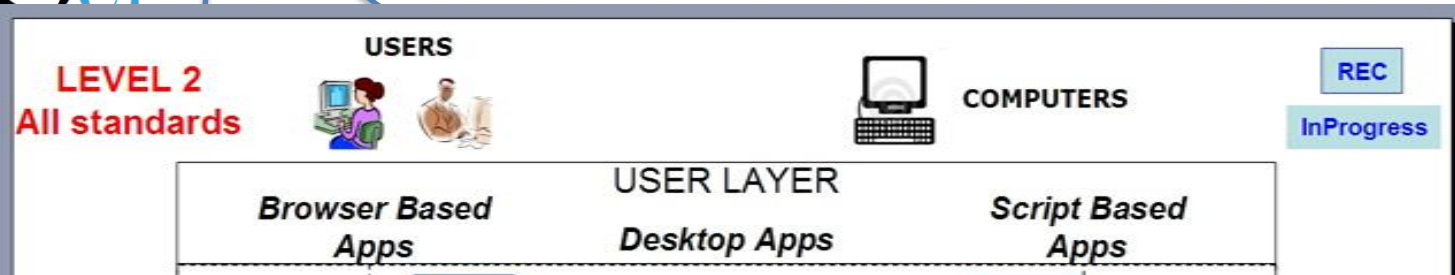 USERS
LEVEL 2
All standards
COMPUTERS
REC
InProgress
USER LAYER
Browser Based
Apps
Desktop Apps
Script Based
Apps